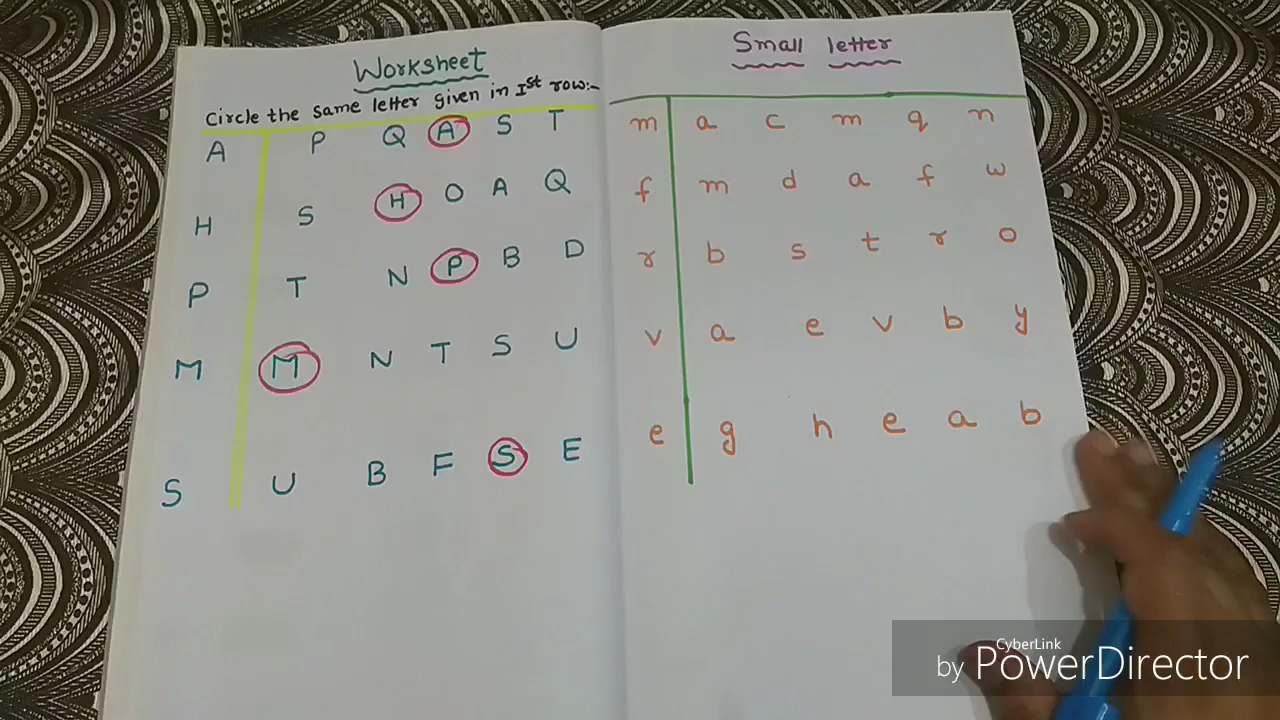 Worksheet
Circle the same letter given in Ist row:-
A P Q A S T
H S H O A Q
P T N P B D
M M N T S U
S U B F S E
Small letter
m a c m q n
f m d a f w
r b s t r o
v a e v b y
e g h e a b
CyberLink
by PowerDirector